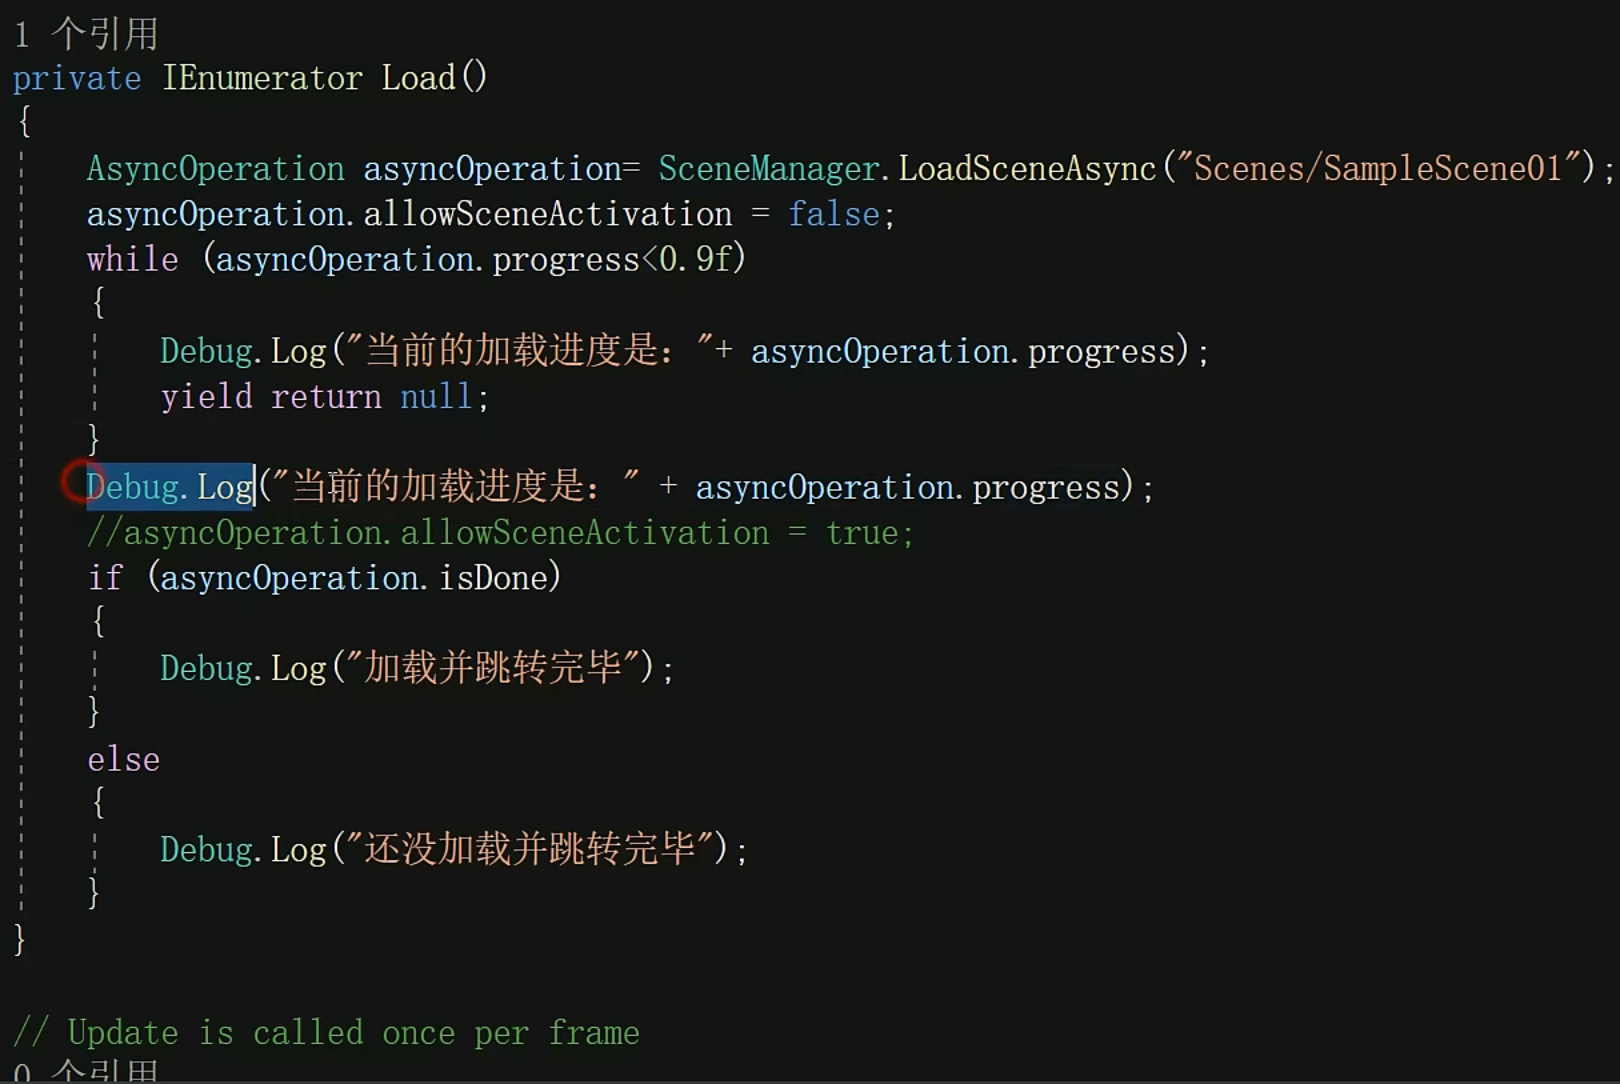 1 个引用
private IEnumerator Load()
{
AsyncOperation asyncOperation= SceneManager.LoadSceneAsync("Scenes/SampleScene01");
asyncOperation.allowSceneActivation = false;
while (asyncOperation.progress<0.9f)
{
Debug.Log("当前的加载进度是："+ asyncOperation.progress);
yield return null;
}
Debug.Log("当前的加载进度是：" + asyncOperation.progress);
//asyncOperation.allowSceneActivation = true;
if (asyncOperation.isDone)
{
Debug.Log("加载并跳转完毕");
}
else
{
Debug.Log("还没加载并跳转完毕");
}
}
// Update is called once per frame
0 个引用